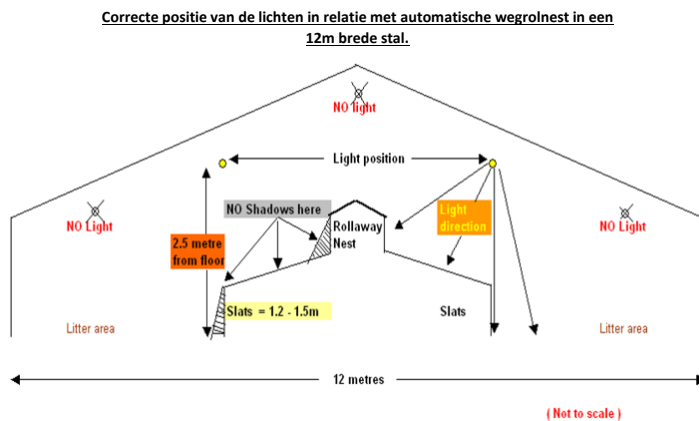 Correcte positie van de lichten in relatie met automatische wegrolnest in een
12m brede stal.
NO light
Light position
NO Light
NO Shadows here
Rollaway
Nest
Light
direction
NO Light
2.5 metre
from floor
Slats = 1.2 - 1.5m
Slats
Litter area
Litter area
12 metres
( Not to scale )